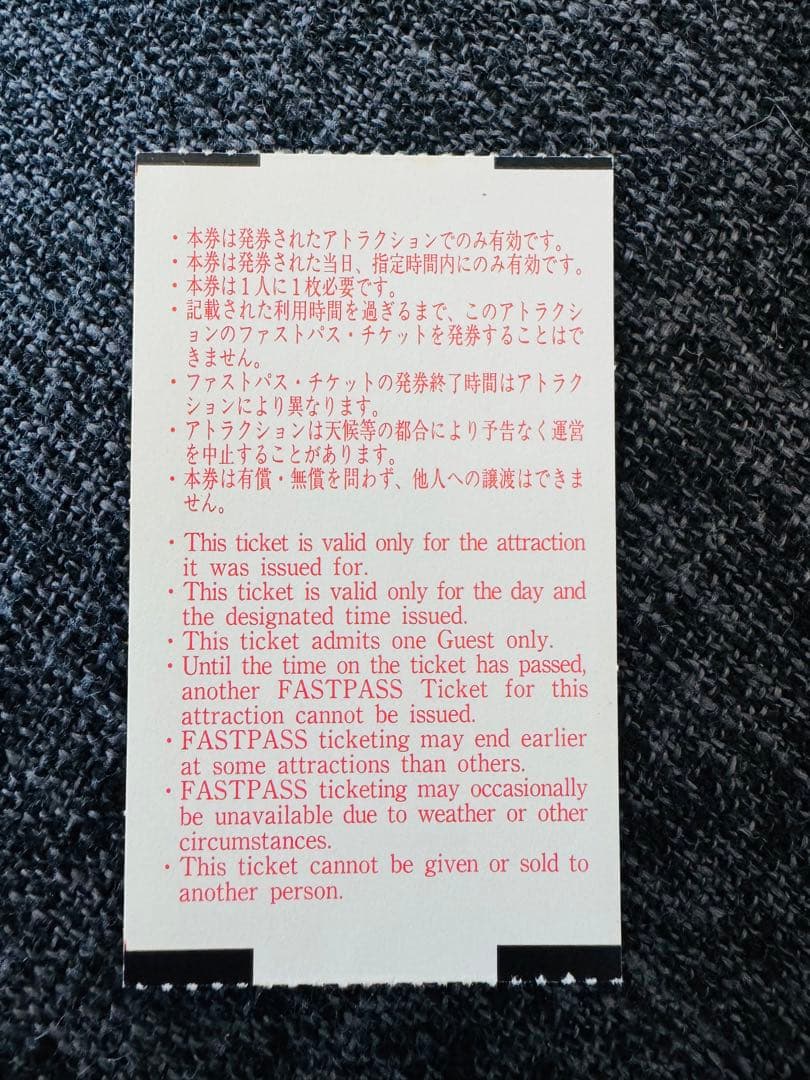 ・本券は発券されたアトラクションでのみ有効です。
・本券は発券された当日、指定時間内にのみ有効です。
・本券は１人に１枚必要です。
・記載された利用時間を過ぎるまで、このアトラクシ
ョンのファストパス・チケットを発券することはで
きません。
・ファストパス・チケットの発券終了時間はアトラク
ションにより異なります。
・アトラクションは天候等の都合により予告なく運営
を中止することがあります。
・本券は有償・無償を問わず、他人への譲渡はできま
せん。
・This ticket is valid only for the attraction
it was issued for.
・This ticket is valid only for the day and
the designated time issued.
・This ticket admits one Guest only.
・Until the time on the ticket has passed,
another FASTPASS Ticket for this
attraction cannot be issued.
・FASTPASS ticketing may end earlier
at some attractions than others.
・FASTPASS ticketing may occasionally
be unavailable due to weather or other
circumstances.
・This ticket cannot be given or sold to
another person.